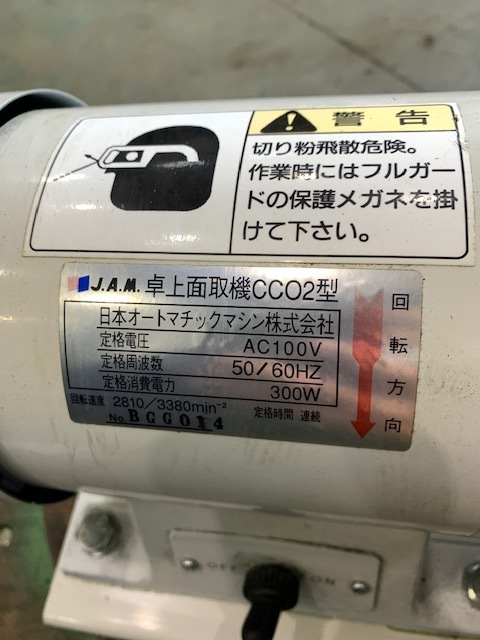 警告
切り粉飛散危険。
作業時にはフルガー
ドの保護メガネを掛
けて下さい。
J.A.M. 卓上面取機CCO2型
日本オートマチックマシン株式会社
定格電圧 AC100V
定格周波数 50/60HZ
定格消費電力 300W
回転速度 2810/3380min⁻² 定格時間 連続
No. BGG014
回転方向
OFF ON